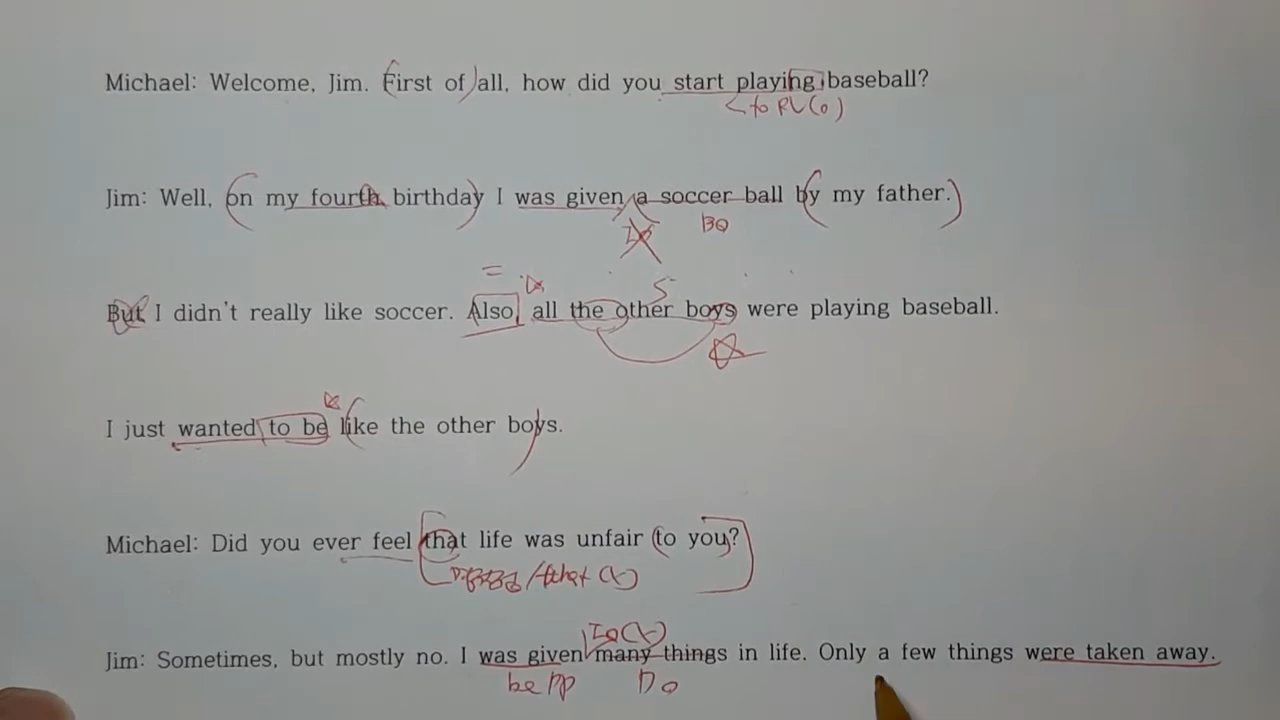 Michael: Welcome, Jim. First of all, how did you start playing baseball?
to RV(o)
Jim: Well, on my fourth birthday I was given a soccer ball by my father.
IO DO
=
S
But I didn't really like soccer. Also, all the other boys were playing baseball.
I just wanted to be like the other boys.
Michael: Did you ever feel that life was unfair to you?
/that (x)
IO(x)
Jim: Sometimes, but mostly no. I was given many things in life. Only a few things were taken away.
be pp DO